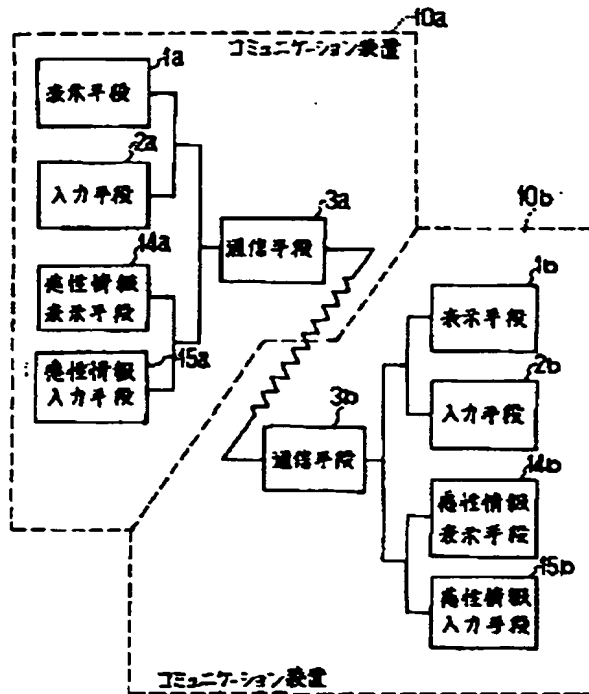 10a
コミュニケーション装置
1a
表示手段
2a
入力手段
3a
通信手段
14a
感性情報
表示手段
15a
感性情報
入力手段
10b
1b
表示手段
2b
入力手段
3b
通信手段
14b
感性情報
表示手段
15b
感性情報
入力手段
コミュニケーション装置